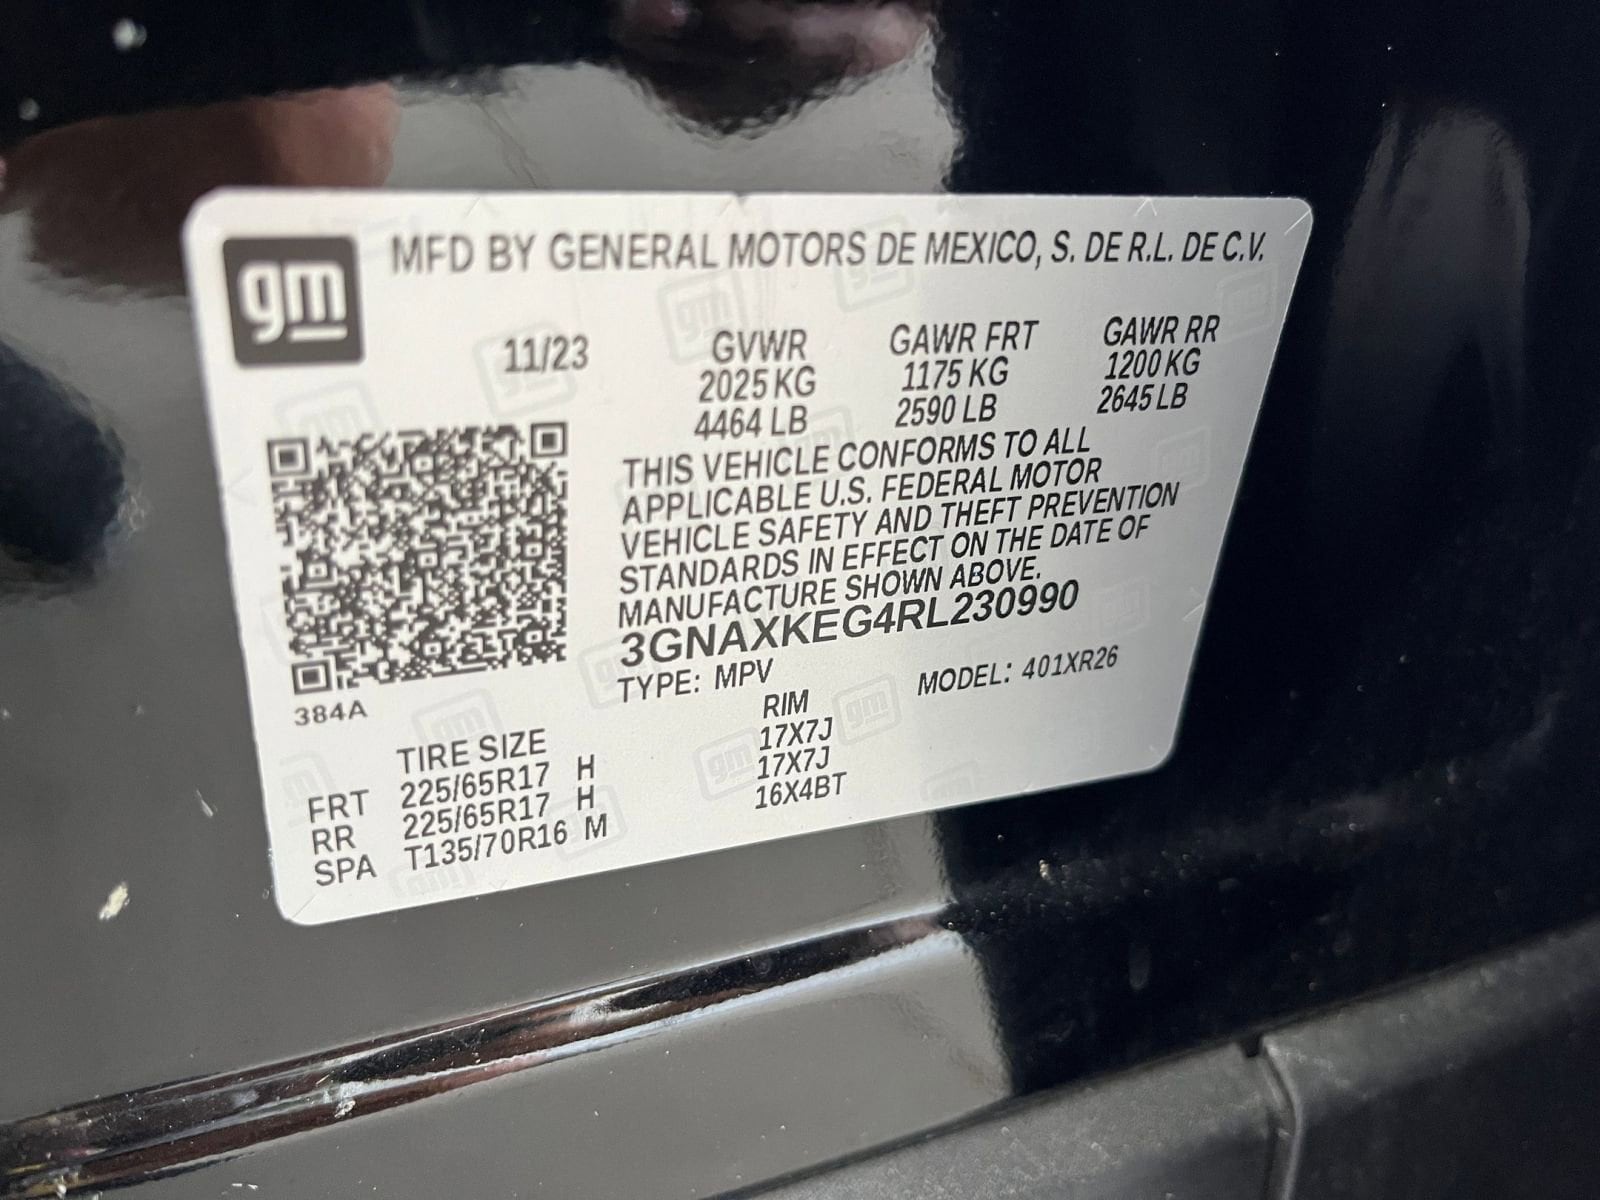 gm
MFD BY GENERAL MOTORS DE MEXICO, S. DE R.L. DE C.V.
11/23
GVWR
2025 KG
4464 LB
GAWR FRT
1175 KG
2590 LB
GAWR RR
1200 KG
2645 LB
THIS VEHICLE CONFORMS TO ALL
APPLICABLE U.S. FEDERAL MOTOR
VEHICLE SAFETY AND THEFT PREVENTION
STANDARDS IN EFFECT ON THE DATE OF
MANUFACTURE SHOWN ABOVE.
3GNAXKEG4RL230990
TYPE: MPV MODEL: 401XR26
384A
TIRE SIZE RIM
FRT 225/65R17 H 17X7J
RR 225/65R17 H 17X7J
SPA T135/70R16 M 16X4BT